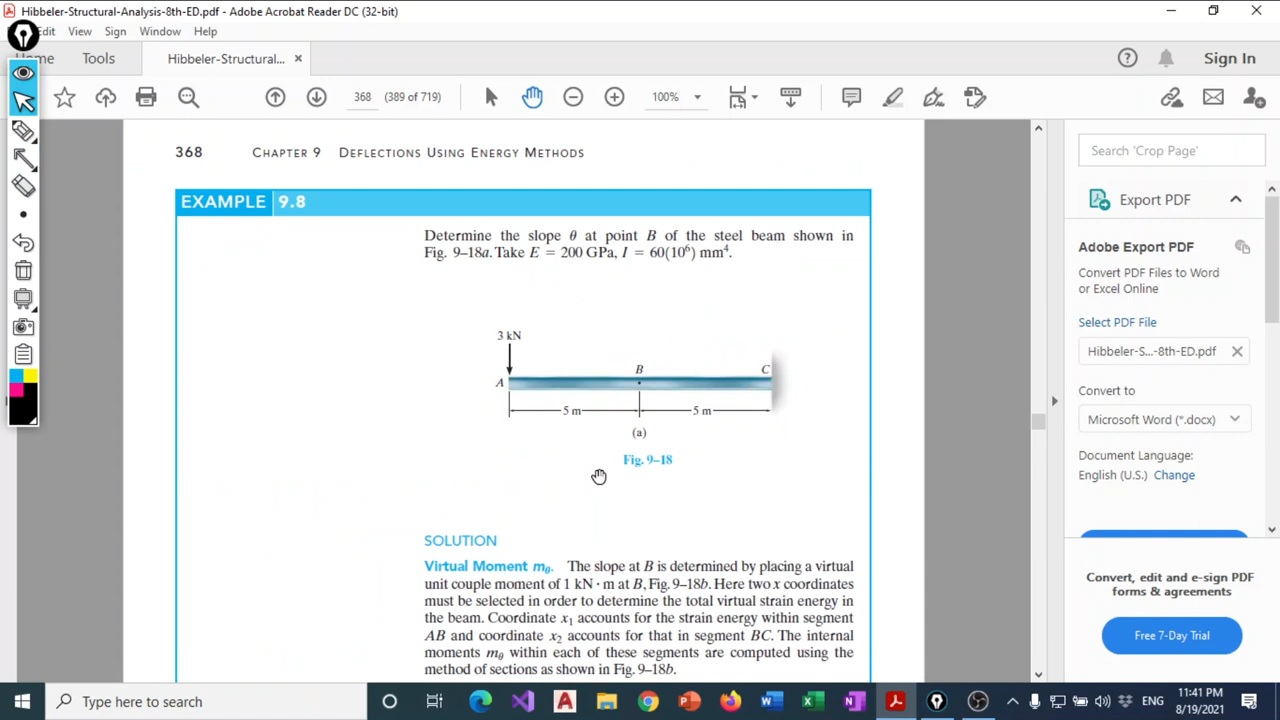 Hibbeler-Structural-Analysis-8th-ED.pdf - Adobe Acrobat Reader DC (32-bit)
Edit View Sign Window Help
Home Tools Hibbeler-Structural... × Sign In
368 (389 of 719) 100%
368 CHAPTER 9 DEFLECTIONS USING ENERGY METHODS
EXAMPLE 9.8
Determine the slope θ at point B of the steel beam shown in
Fig. 9–18a. Take E = 200 GPa, I = 60(10⁶) mm⁴.
3 kN
A B C
5 m 5 m
(a)
Fig. 9–18
SOLUTION
Virtual Moment mθ. The slope at B is determined by placing a virtual
unit couple moment of 1 kN · m at B, Fig. 9–18b. Here two x coordinates
must be selected in order to determine the total virtual strain energy in
the beam. Coordinate x₁ accounts for the strain energy within segment
AB and coordinate x₂ accounts for that in segment BC. The internal
moments mθ within each of these segments are computed using the
method of sections as shown in Fig. 9–18b.
Search 'Crop Page'
Export PDF
Adobe Export PDF
Convert PDF Files to Word
or Excel Online
Select PDF File
Hibbeler-S...-8th-ED.pdf
Convert to
Microsoft Word (*.docx)
Document Language:
English (U.S.) Change
Convert, edit and e-sign PDF
forms & agreements
Free 7-Day Trial
Type here to search
ENG
11:41 PM
8/19/2021